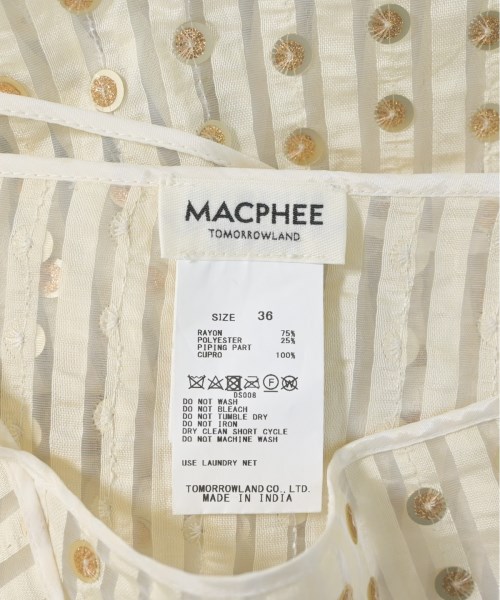 MACPHEE
TOMORROWLAND
SIZE 36
RAYON 75%
POLYESTER 25%
PIPING PART
CUPRO 100%
DS008
DO NOT WASH
DO NOT BLEACH
DO NOT TUMBLE DRY
DO NOT IRON
DRY CLEAN SHORT CYCLE
DO NOT MACHINE WASH
USE LAUNDRY NET
TOMORROWLAND CO., LTD.
MADE IN INDIA